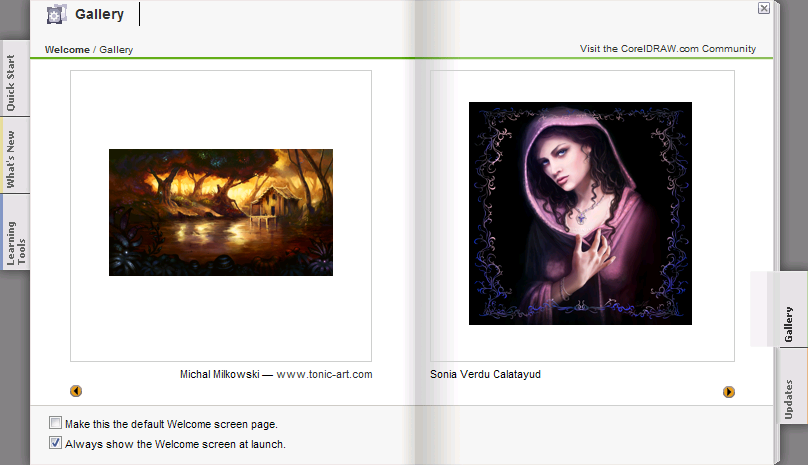 Gallery
Welcome / Gallery
Visit the CorelDRAW.com Community
Quick Start
What's New
Learning
Tools
Michal Milkowski — www.tonic-art.com
Sonia Verdu Calatayud
Gallery
Updates
Make this the default Welcome screen page.
Always show the Welcome screen at launch.